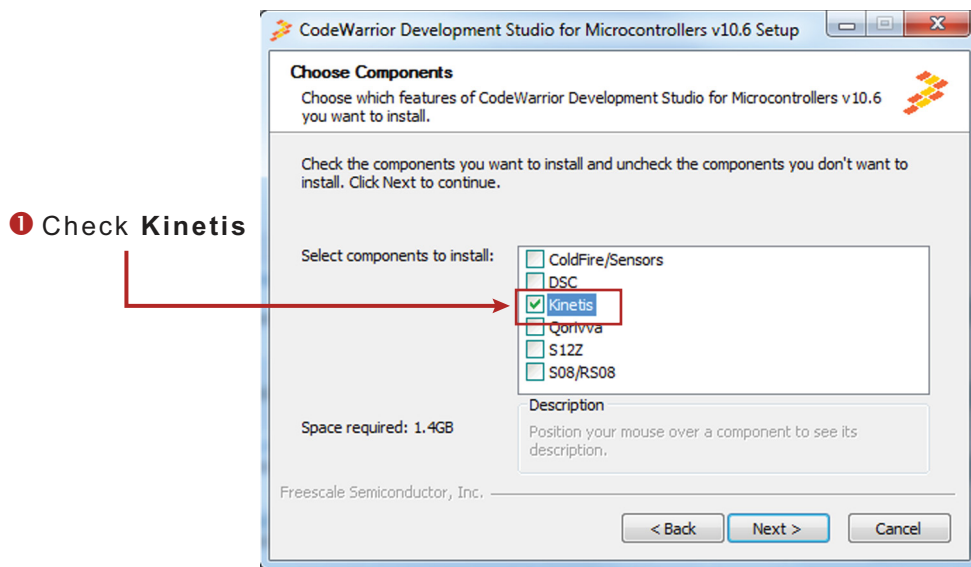 CodeWarrior Development Studio for Microcontrollers v10.6 Setup
Choose Components
Choose which features of CodeWarrior Development Studio for Microcontrollers v10.6
you want to install.
Check the components you want to install and uncheck the components you don't want to
install. Click Next to continue.
1 Check Kinetis
Select components to install:
ColdFire/Sensors
DSC
Kinetis
Qorivva
S12Z
S08/RS08
Space required: 1.4GB
Description
Position your mouse over a component to see its
description.
Freescale Semiconductor, Inc.
< Back
Next >
Cancel